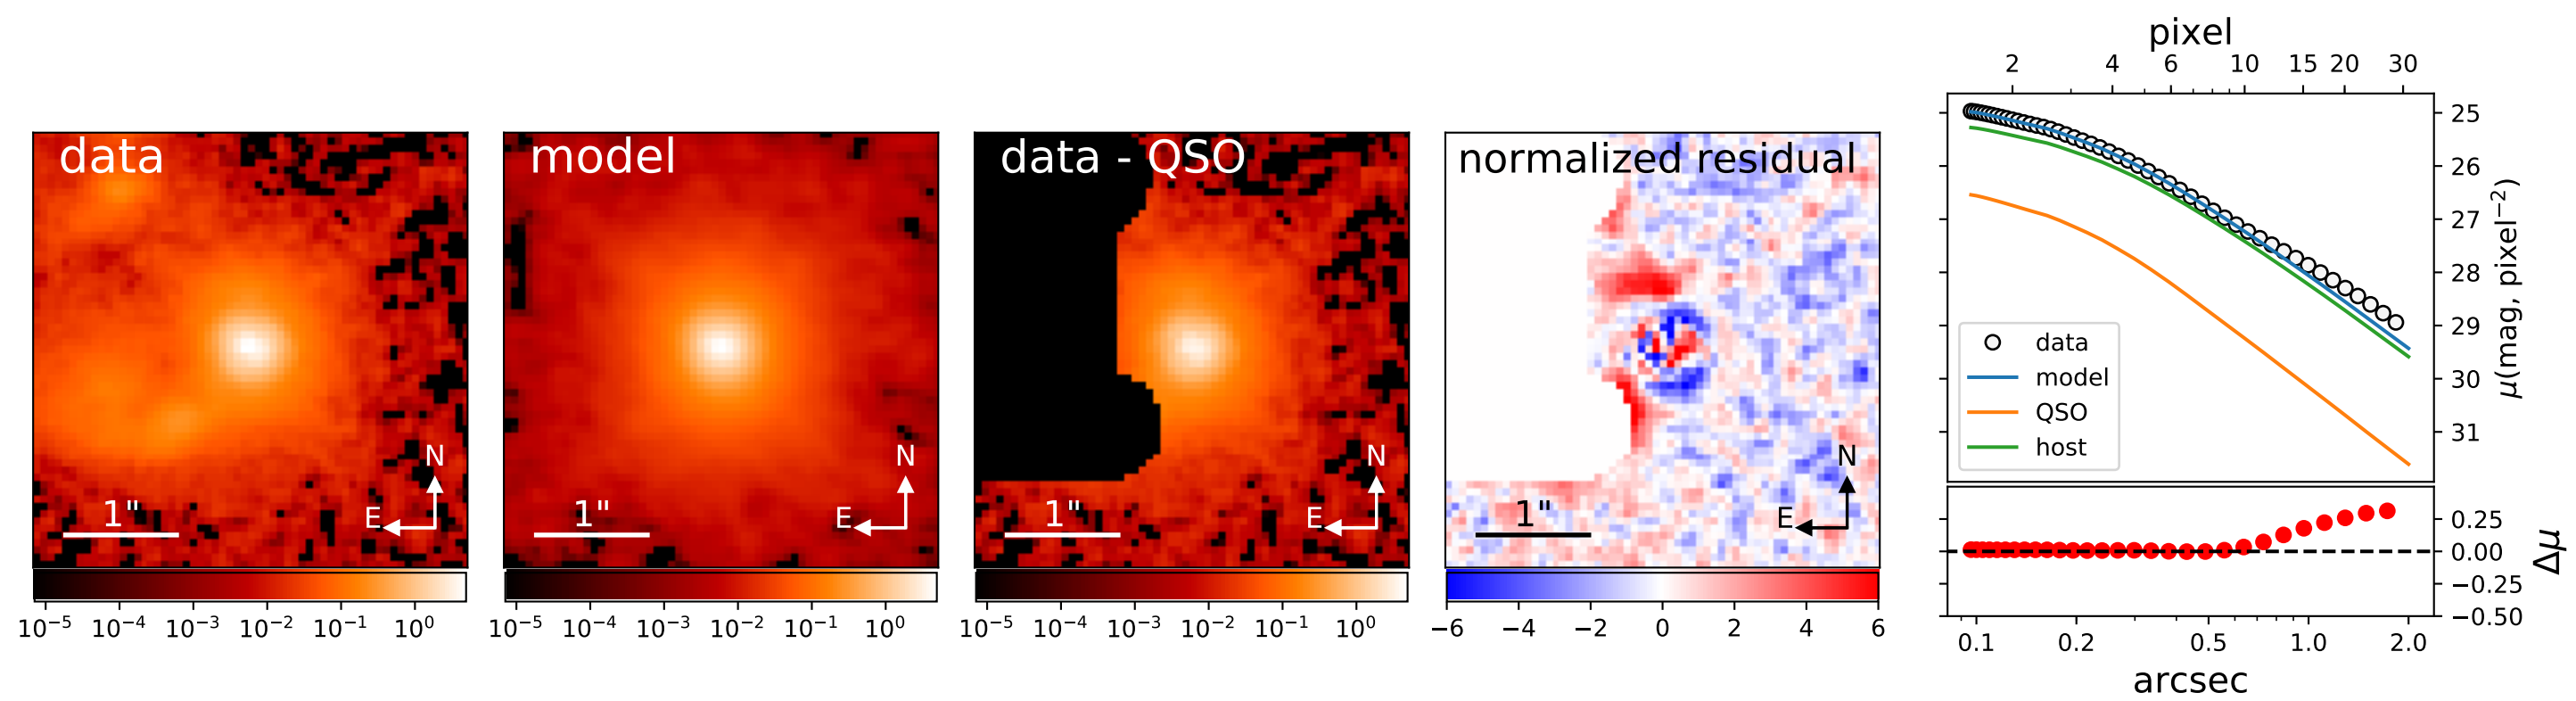 data
N
E
1"
10⁻⁵ 10⁻⁴ 10⁻³ 10⁻² 10⁻¹ 10⁰
model
N
E
1"
10⁻⁵ 10⁻⁴ 10⁻³ 10⁻² 10⁻¹ 10⁰
data - QSO
N
E
1"
10⁻⁵ 10⁻⁴ 10⁻³ 10⁻² 10⁻¹ 10⁰
normalized residual
N
E
1"
−6 −4 −2 0 2 4 6
pixel
2 4 6 10 15 20 30
25
26
27
28
29
30
31
μ(mag, pixel⁻²)
data
model
QSO
host
0.25
0.00
−0.25
−0.50
Δμ
0.1 0.2 0.5 1.0 2.0
arcsec